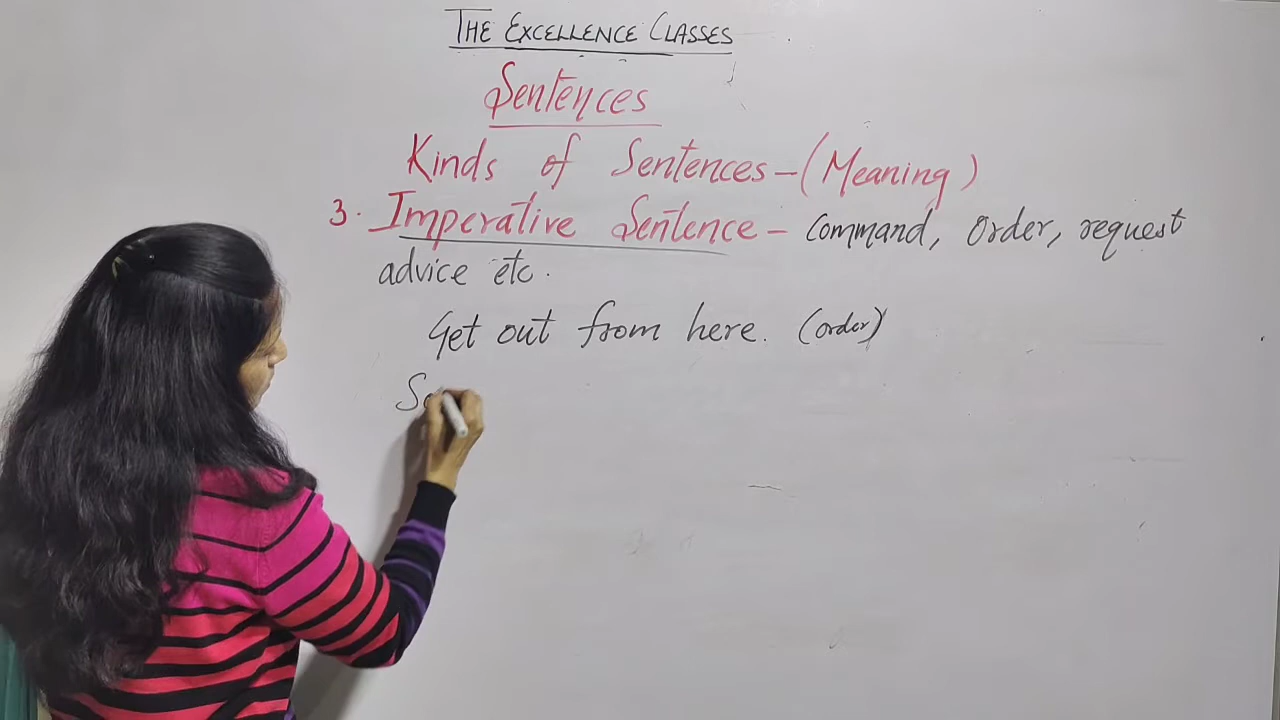 THE EXCELLENCE CLASSES
Sentences
Kinds of Sentences - (Meaning)
3. Imperative Sentence - Command, Order, request
advice etc.
Get out from here. (order)